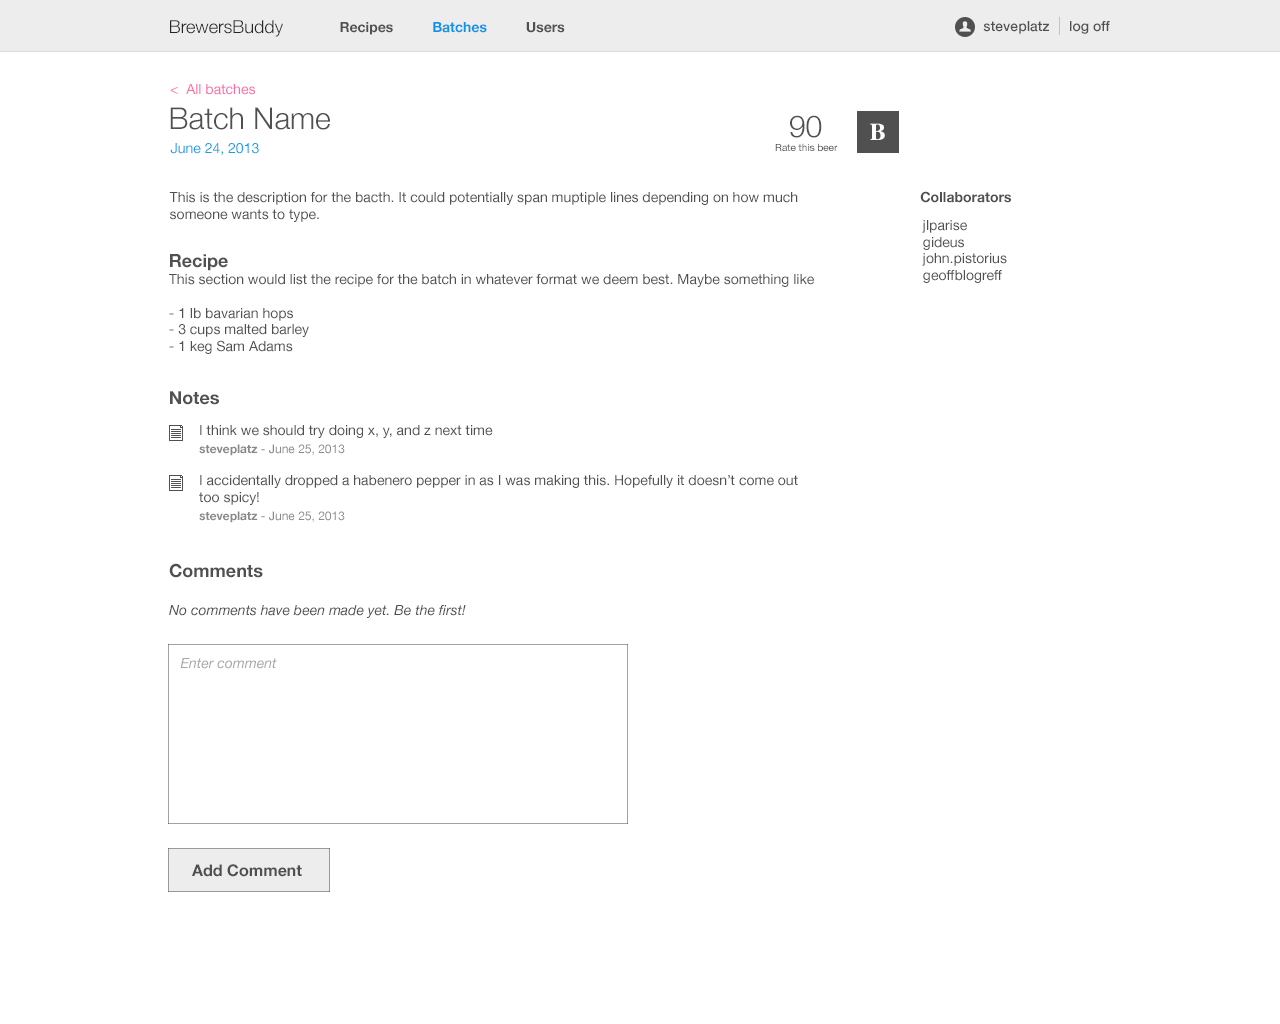 BrewersBuddy Recipes Batches Users steveplatz log off
< All batches
Batch Name
June 24, 2013
90
Rate this beer
B
This is the description for the bacth. It could potentially span muptiple lines depending on how much
someone wants to type.
Collaborators
jlparise
gideus
john.pistorius
geoffblogreff
Recipe
This section would list the recipe for the batch in whatever format we deem best. Maybe something like
- 1 lb bavarian hops
- 3 cups malted barley
- 1 keg Sam Adams
Notes
I think we should try doing x, y, and z next time
steveplatz - June 25, 2013
I accidentally dropped a habenero pepper in as I was making this. Hopefully it doesn’t come out
too spicy!
steveplatz - June 25, 2013
Comments
No comments have been made yet. Be the first!
Enter comment
Add Comment